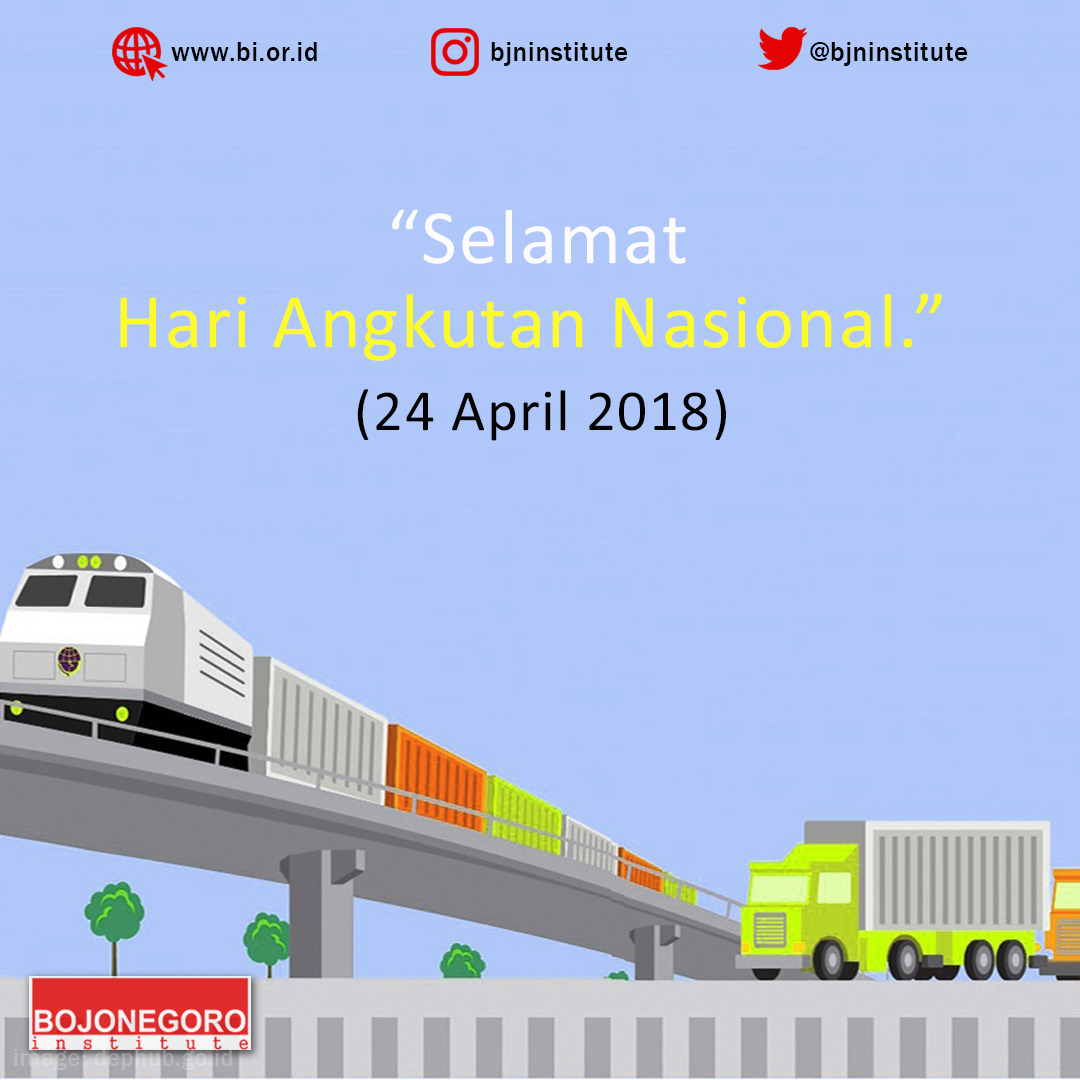 www.bi.or.id
bjninstitute
@bjninstitute
“Selamat
Hari Angkutan Nasional.”
(24 April 2018)
BOJONEGORO
institute
image: dephub.go.id